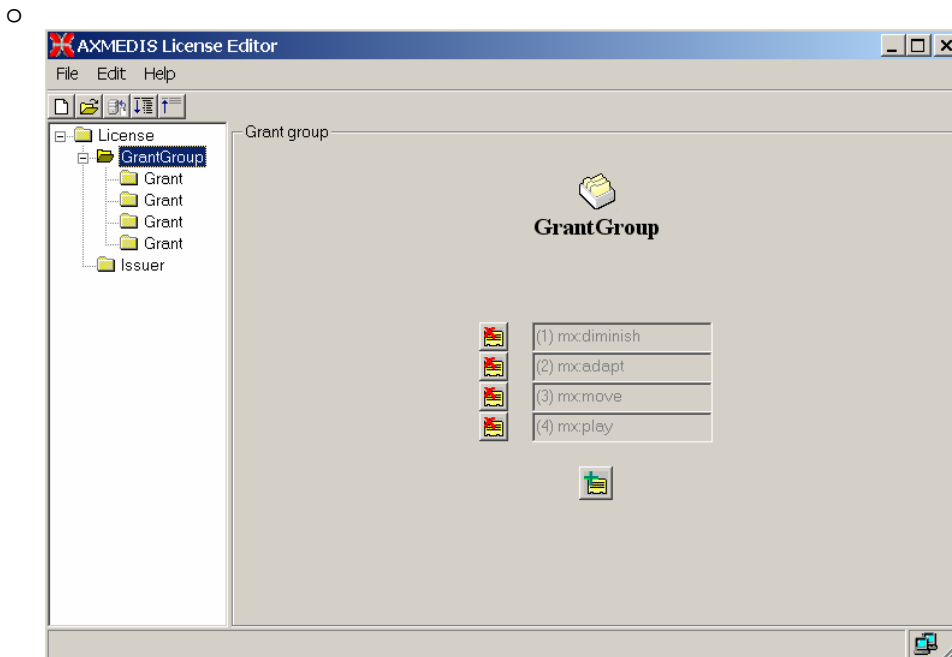 o
AXMEDIS License Editor
File Edit Help
License
GrantGroup
Grant
Grant
Grant
Grant
Issuer
Grant group
GrantGroup
(1) mx:diminish
(2) mx:adapt
(3) mx:move
(4) mx:play